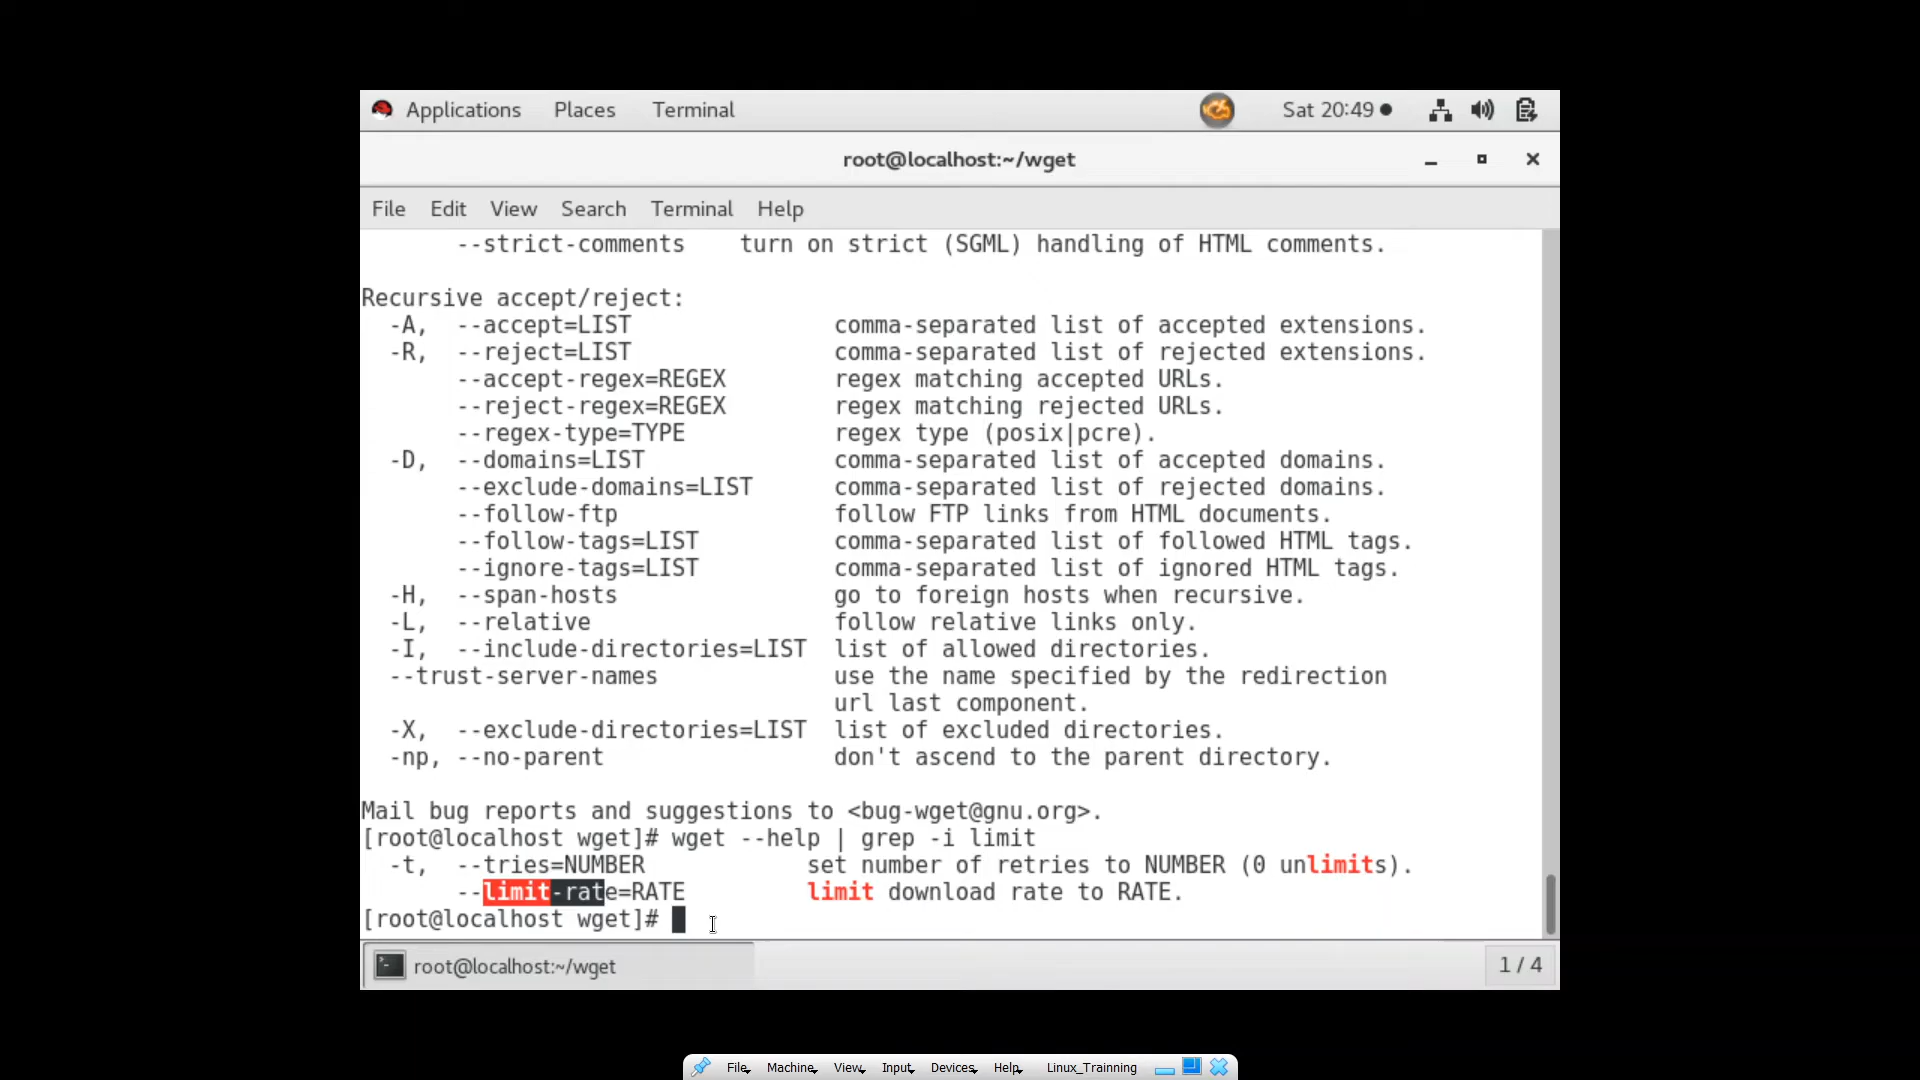 Applications Places Terminal Sat 20:49
root@localhost:~/wget
File Edit View Search Terminal Help
--strict-comments turn on strict (SGML) handling of HTML comments.
Recursive accept/reject:
-A, --accept=LIST comma-separated list of accepted extensions.
-R, --reject=LIST comma-separated list of rejected extensions.
--accept-regex=REGEX regex matching accepted URLs.
--reject-regex=REGEX regex matching rejected URLs.
--regex-type=TYPE regex type (posix|pcre).
-D, --domains=LIST comma-separated list of accepted domains.
--exclude-domains=LIST comma-separated list of rejected domains.
--follow-ftp follow FTP links from HTML documents.
--follow-tags=LIST comma-separated list of followed HTML tags.
--ignore-tags=LIST comma-separated list of ignored HTML tags.
-H, --span-hosts go to foreign hosts when recursive.
-L, --relative follow relative links only.
-I, --include-directories=LIST list of allowed directories.
--trust-server-names use the name specified by the redirection
url last component.
-X, --exclude-directories=LIST list of excluded directories.
-np, --no-parent don't ascend to the parent directory.
Mail bug reports and suggestions to <bug-wget@gnu.org>.
[root@localhost wget]# wget --help | grep -i limit
-t, --tries=NUMBER set number of retries to NUMBER (0 unlimits).
--limit-rate=RATE limit download rate to RATE.
[root@localhost wget]#
root@localhost:~/wget 1 / 4
File Machine View Input Devices Help Linux_Trainning